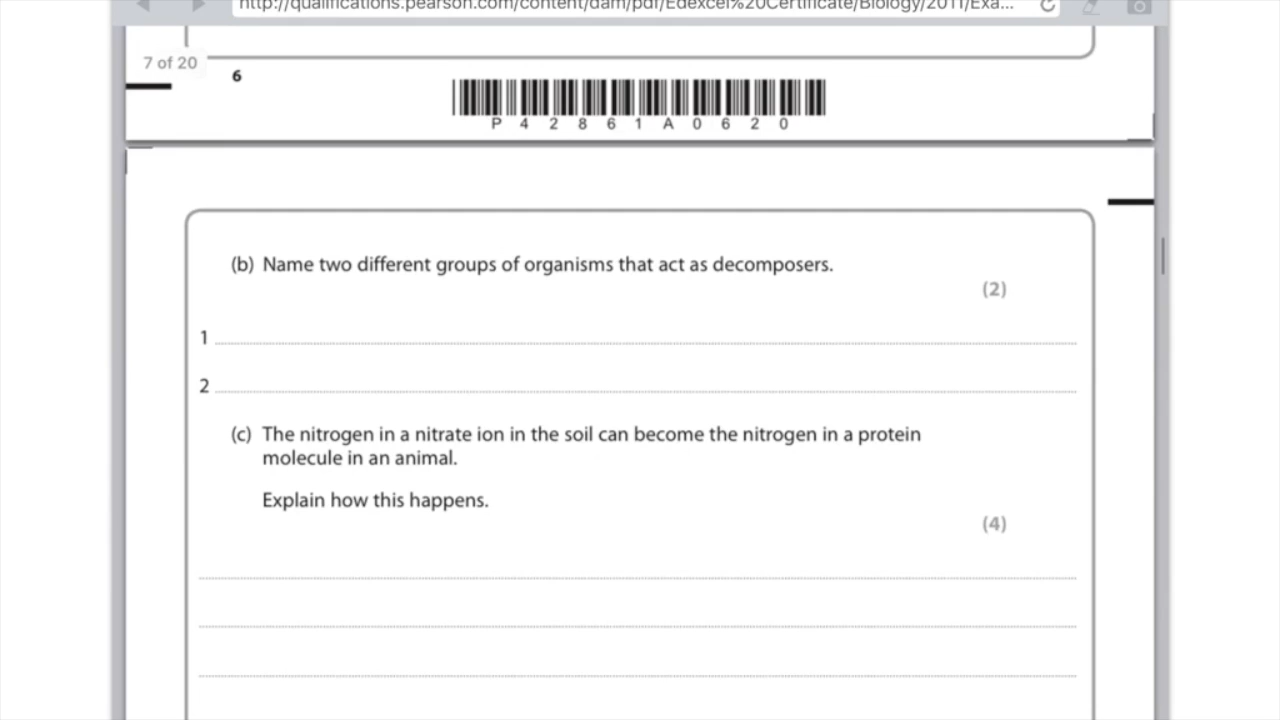 http://qualifications.pearson.com/content/dam/pdf/Edexcel%20Certificate/Biology/2011/Exa...
7 of 20
6
P 4 2 8 6 1 A 0 6 2 0
(b) Name two different groups of organisms that act as decomposers.
(2)
1
2
(c) The nitrogen in a nitrate ion in the soil can become the nitrogen in a protein
molecule in an animal.
Explain how this happens.
(4)